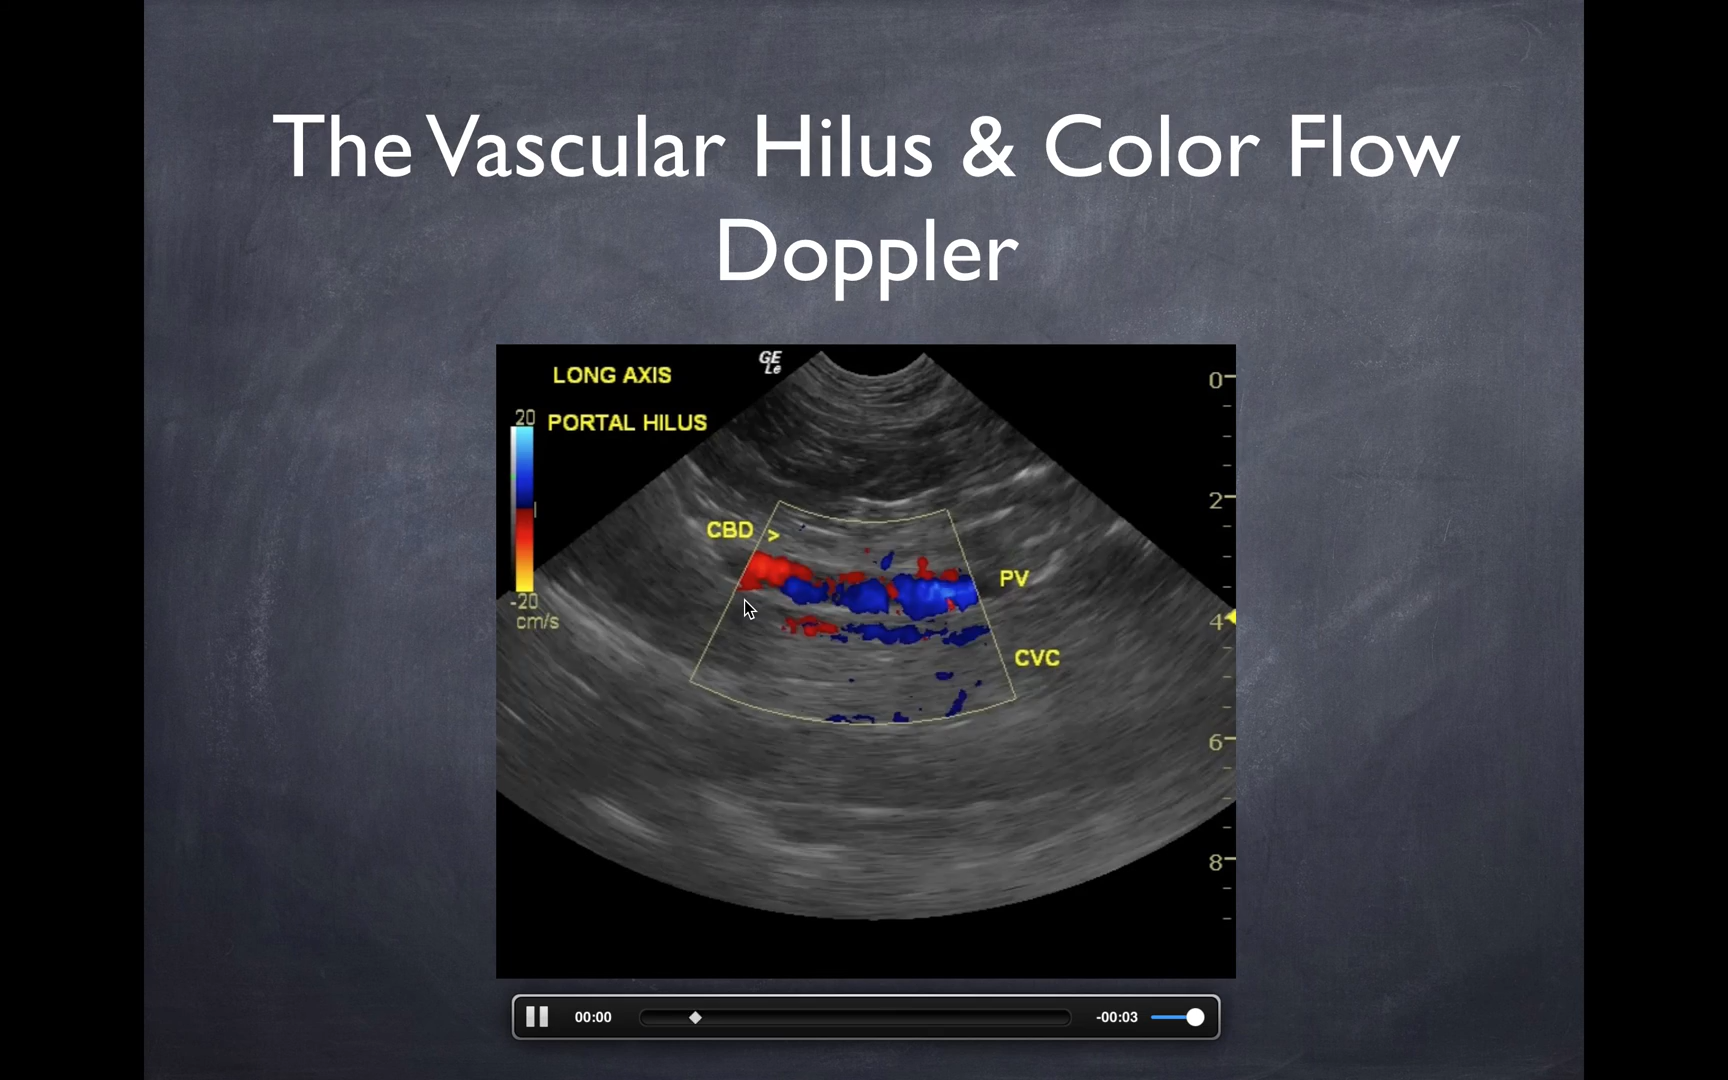 The Vascular Hilus & Color Flow
Doppler
GE
Le
LONG AXIS
PORTAL HILUS
20
-20
cm/s
CBD >
PV
CVC
0
2
4
6
8
00:00
-00:03